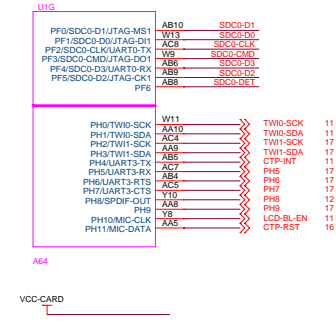 U1G
PF0/SDC0-D1/JTAG-MS1 AB10 SDC0-D1
PF1/SDC0-D0/JTAG-DI1 W13 SDC0-D0
PF2/SDC0-CLK/UART0-TX AC8 SDC0-CLK
PF3/SDC0-CMD/JTAG-DO1 W9 SDC0-CMD
PF4/SDC0-D3/UART0-RX AB6 SDC0-D3
PF5/SDC0-D2/JTAG-CK1 AB9 SDC0-D2
PF6 AB8 SDC0-DET
PH0/TWI0-SCK W11 TWI0-SCK 11
PH1/TWI0-SDA AA10 TWI0-SDA 11
PH2/TWI1-SCK AC4 TWI1-SCK 17
PH3/TWI1-SDA AA9 TWI1-SDA 17
PH4/UART3-TX AB5 CTP-INT 11
PH5/UART3-RX AC7 PH5 17
PH6/UART3-RTS AB4 PH6 17
PH7/UART3-CTS AC5 PH7 17
PH8/SPDIF-OUT Y10 PH8 12
PH9 AA8 PH9 17
PH10/MIC-CLK Y8 LCD-BL-EN 11
PH11/MIC-DATA AA5 CTP-RST 16
A64
VCC-CARD